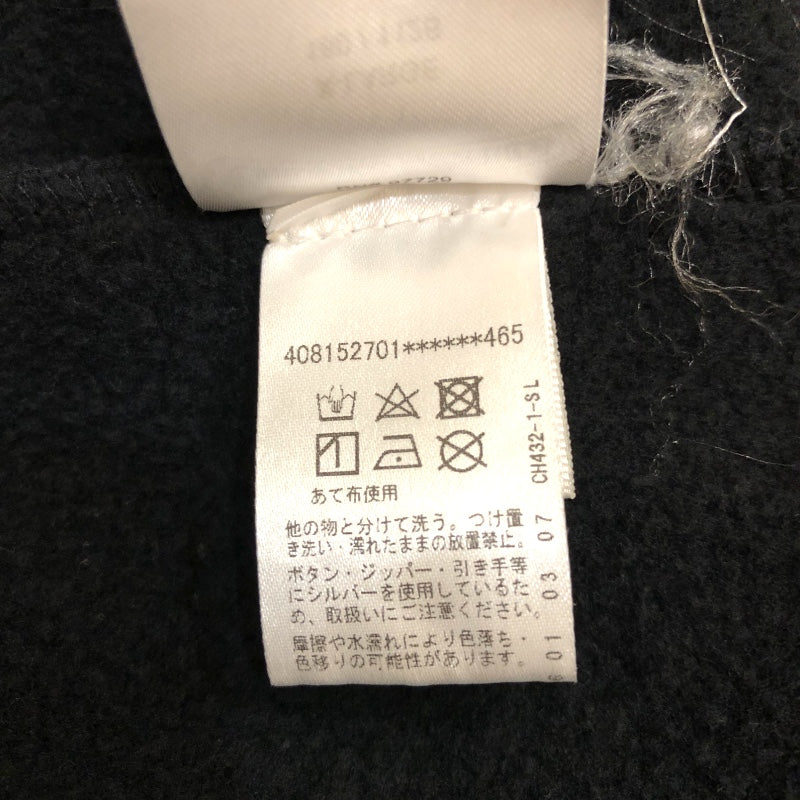 408152701******465
あて布使用
他の物と分けて洗う。つけ置
き洗い・濡れたままの放置禁止。
ボタン・ジッパー・引き手等
にシルバーを使用しているた
め、取扱いにご注意ください。
摩擦や水濡れにより色落ち・
色移りの可能性があります。
CH432-1-SL
01 03 07